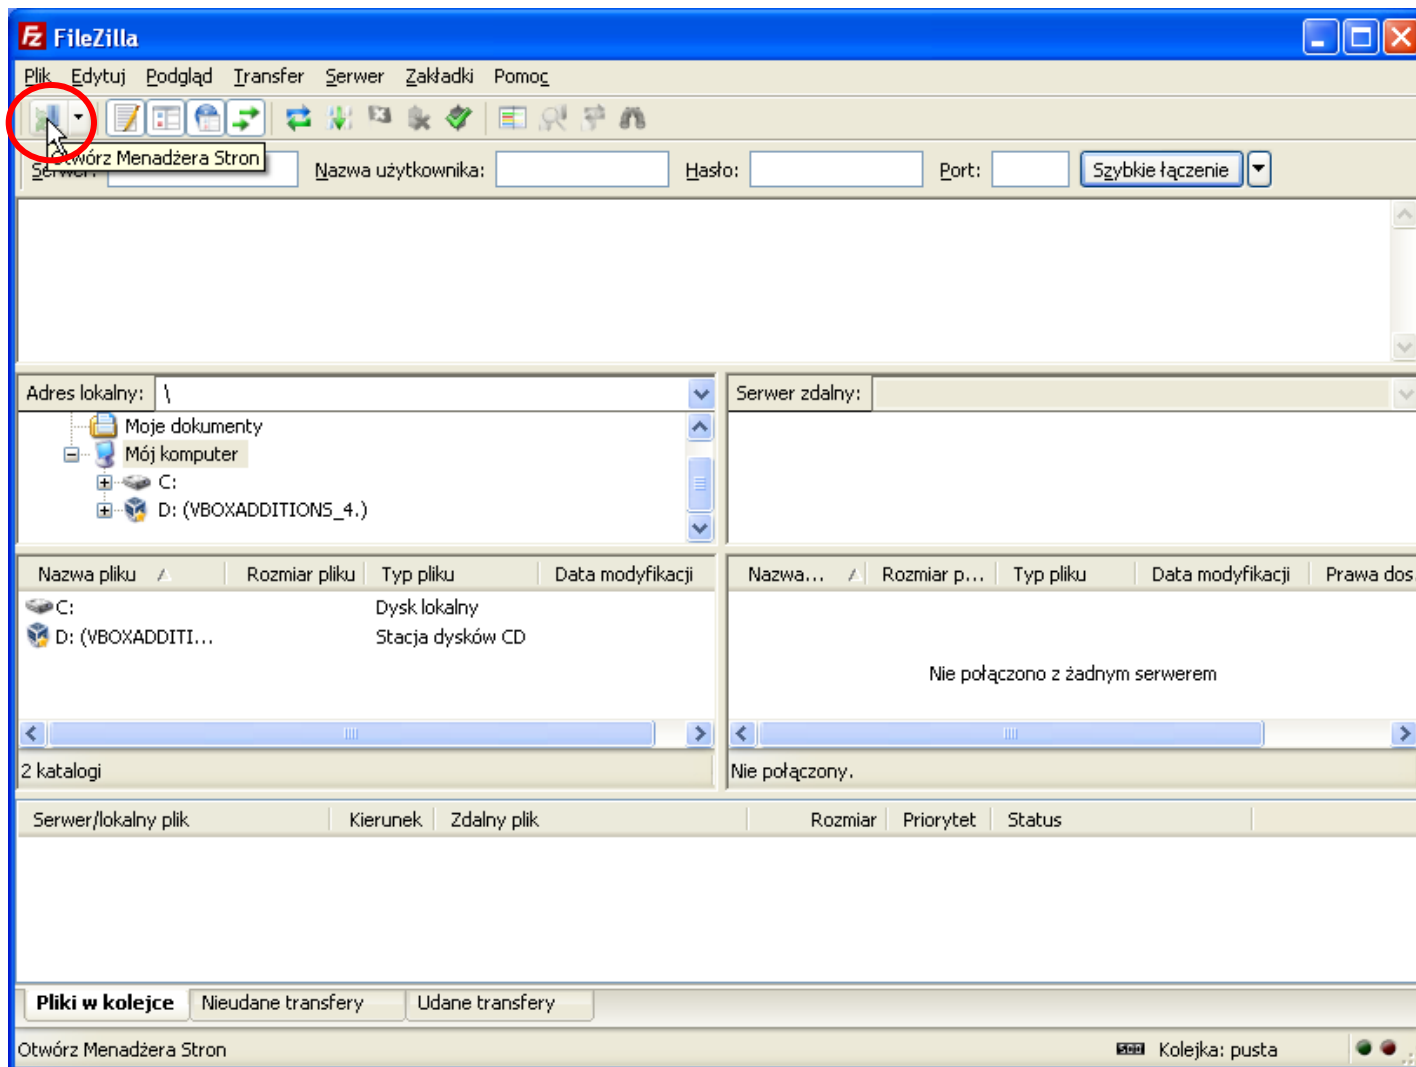 FileZilla
Plik Edytuj Podgląd Transfer Serwer Zakładki Pomoc
Otwórz Menadżera Stron
Serwer: Nazwa użytkownika: Hasło: Port: Szybkie łączenie
Adres lokalny: \
Serwer zdalny:
Moje dokumenty
Mój komputer
C:
D: (VBOXADDITIONS_4.)
Nazwa pliku Rozmiar pliku Typ pliku Data modyfikacji
C: Dysk lokalny
D: (VBOXADDITI... Stacja dysków CD
2 katalogi
Nazwa... Rozmiar p... Typ pliku Data modyfikacji Prawa dos
Nie połączono z żadnym serwerem
Nie połączony.
Serwer/lokalny plik Kierunek Zdalny plik Rozmiar Priorytet Status
Pliki w kolejce Nieudane transfery Udane transfery
Otwórz Menadżera Stron Kolejka: pusta